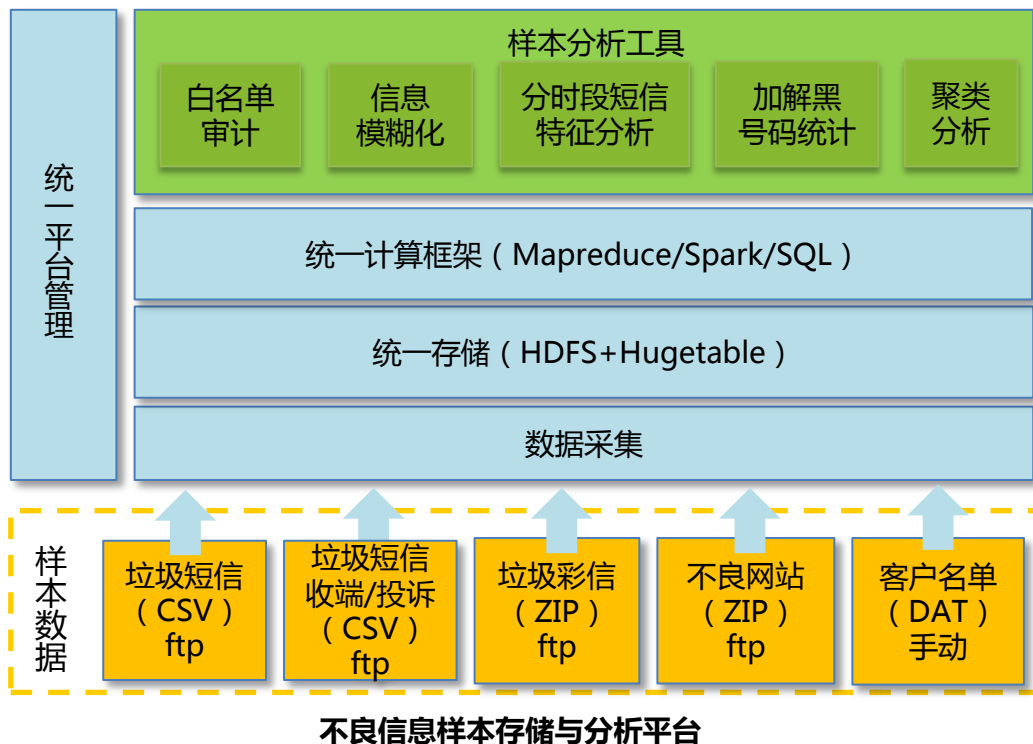 样本分析工具
白名单
审计
信息
模糊化
分时段短信
特征分析
加解黑
号码统计
聚类
分析
统一平台管理
统一计算框架（Mapreduce/Spark/SQL）
统一存储（HDFS+Hugetable）
数据采集
样本数据
垃圾短信
（CSV）
ftp
垃圾短信
收端/投诉
（CSV）
ftp
垃圾彩信
（ZIP）
ftp
不良网站
（ZIP）
ftp
客户名单
（DAT）
手动
不良信息样本存储与分析平台